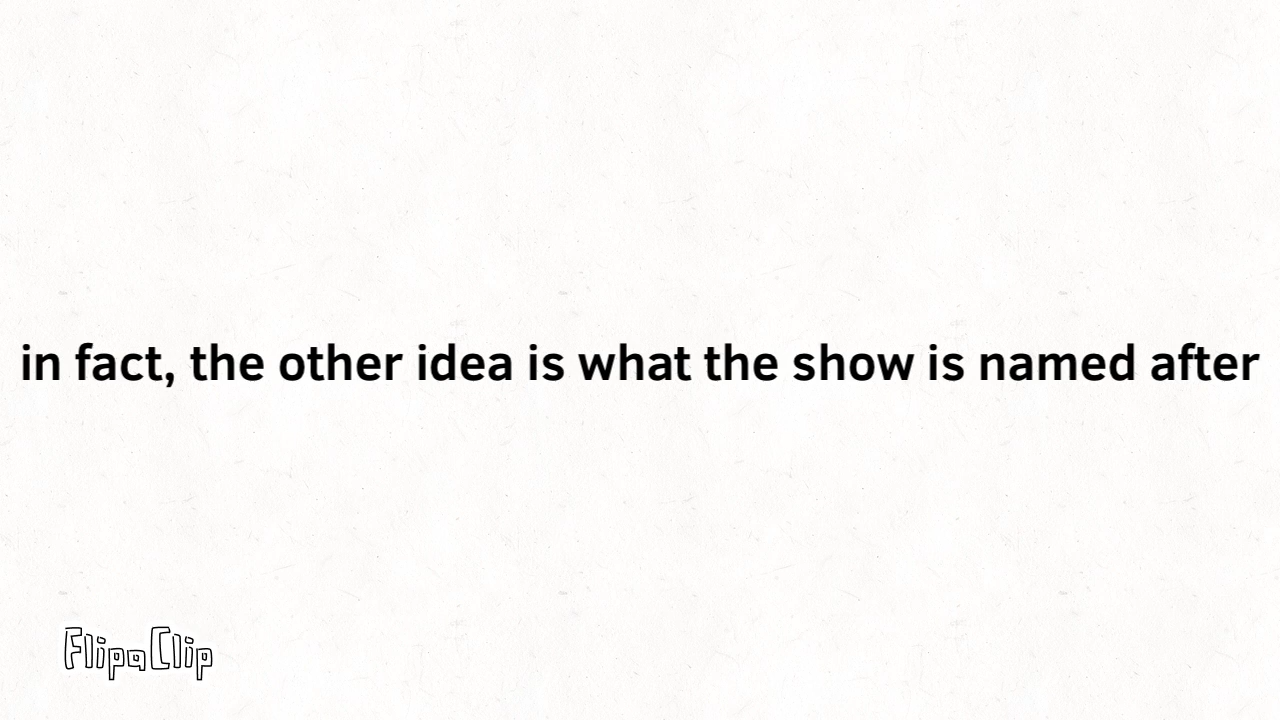 in fact, the other idea is what the show is named after
FlipaClip